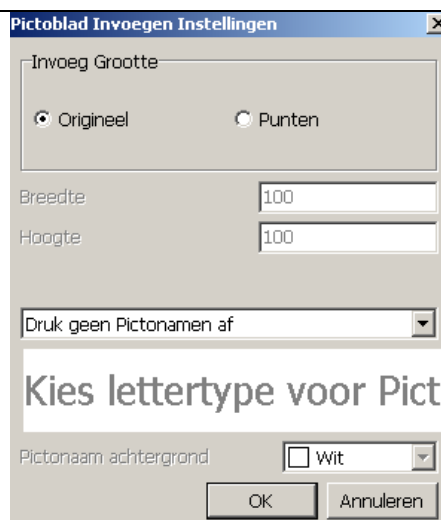 Pictoblad Invoegen Instellingen
Invoeg Grootte
Origineel Punten
Breedte 100
Hoogte 100
Druk geen Pictonamen af
Kies lettertype voor Pict
Pictonaam achtergrond Wit
OK Annuleren